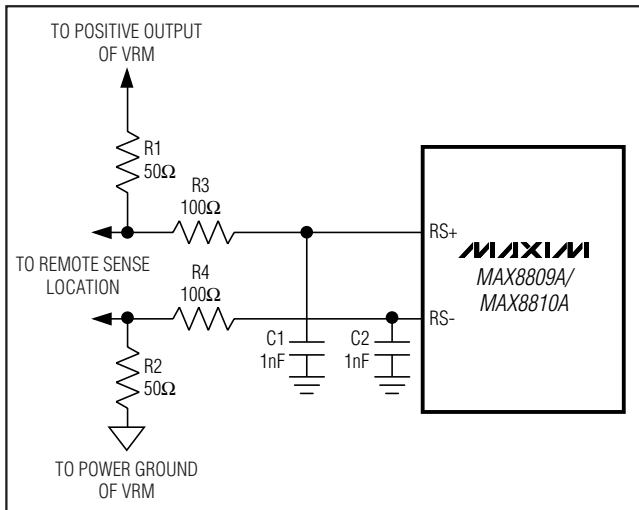 TO POSITIVE OUTPUT
OF VRM
R1
50Ω
R3
100Ω
RS+
MAXIM
MAX8809A/
MAX8810A
TO REMOTE SENSE
LOCATION
R4
100Ω
RS-
C1
1nF
C2
1nF
R2
50Ω
TO POWER GROUND
OF VRM